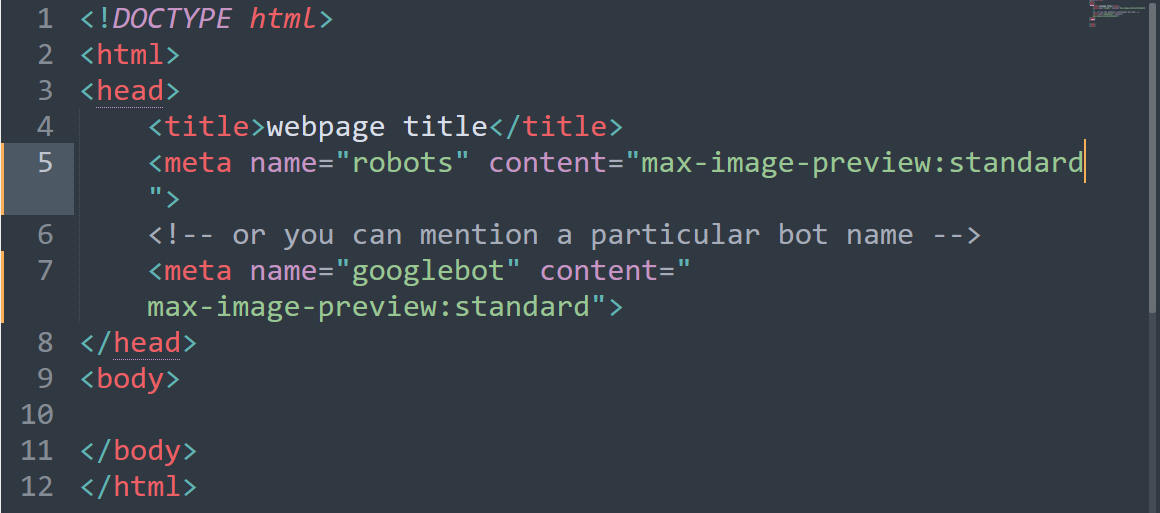 1 <!DOCTYPE html>
2 <html>
3 <head>
4     <title>webpage title</title>
5     <meta name="robots" content="max-image-preview:standard
    ">
6     <!-- or you can mention a particular bot name -->
7     <meta name="googlebot" content="
    max-image-preview:standard">
8 </head>
9 <body>
10
11 </body>
12 </html>